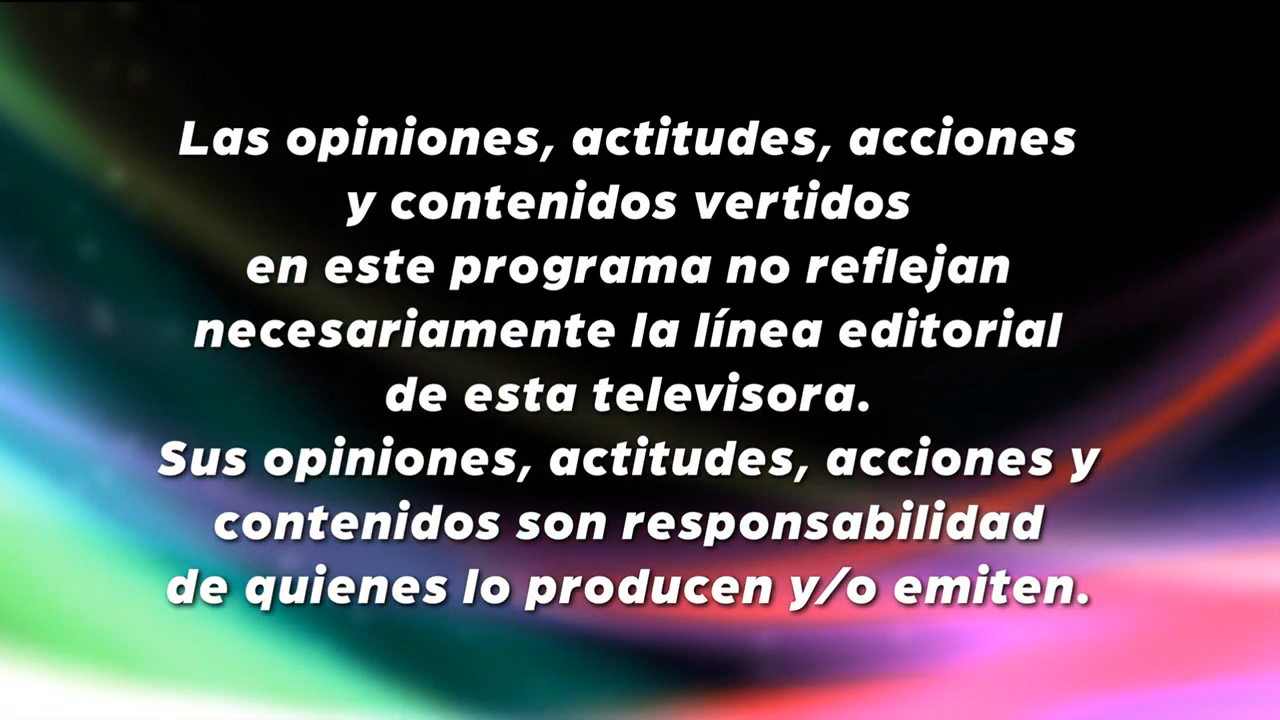 Las opiniones, actitudes, acciones
y contenidos vertidos
en este programa no reflejan
necesariamente la línea editorial
de esta televisora.
Sus opiniones, actitudes, acciones y
contenidos son responsabilidad
de quienes lo producen y/o emiten.